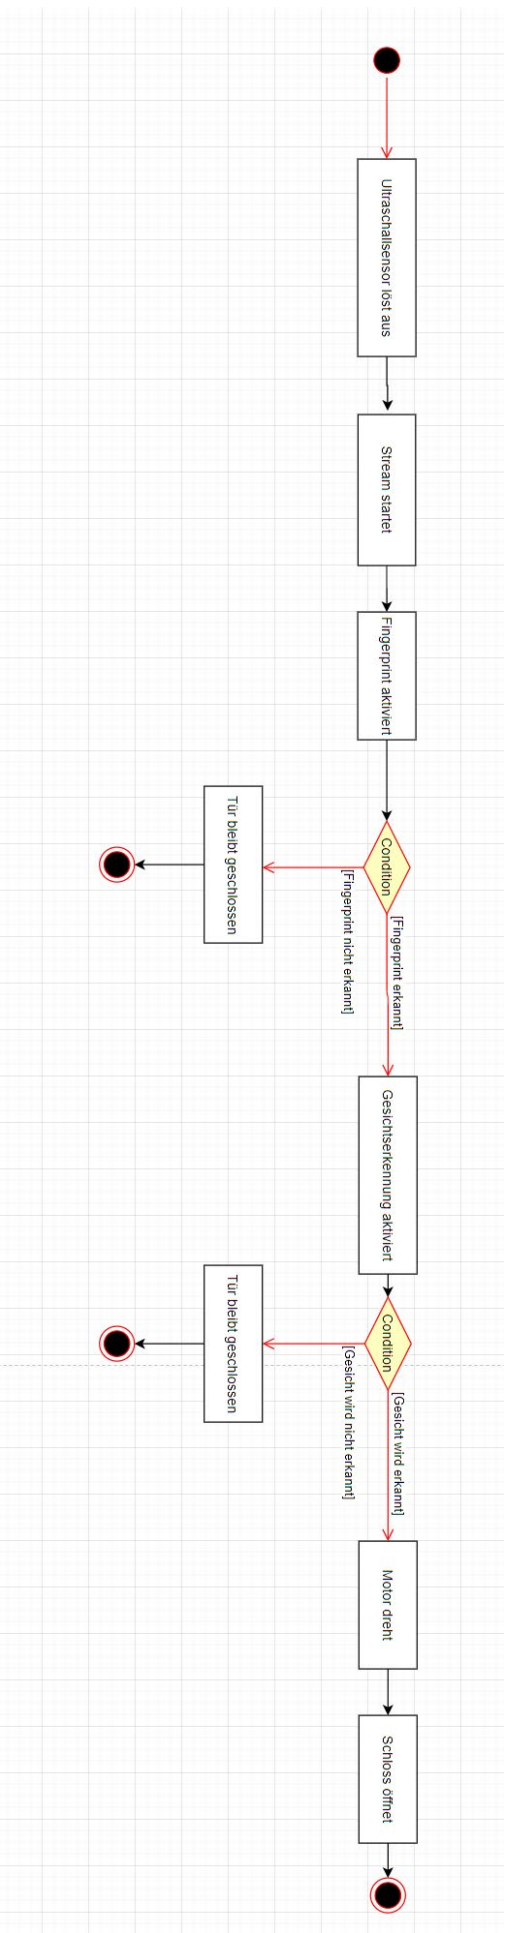 Ultraschallsensor löst aus
Stream startet
Fingerprint aktiviert
Condition
[Fingerprint erkannt]
[Fingerprint nicht erkannt]
Tür bleibt geschlossen
Gesichtserkennung aktiviert
Condition
[Gesicht wird erkannt]
[Gesicht wird nicht erkannt]
Tür bleibt geschlossen
Motor dreht
Schloss öffnet